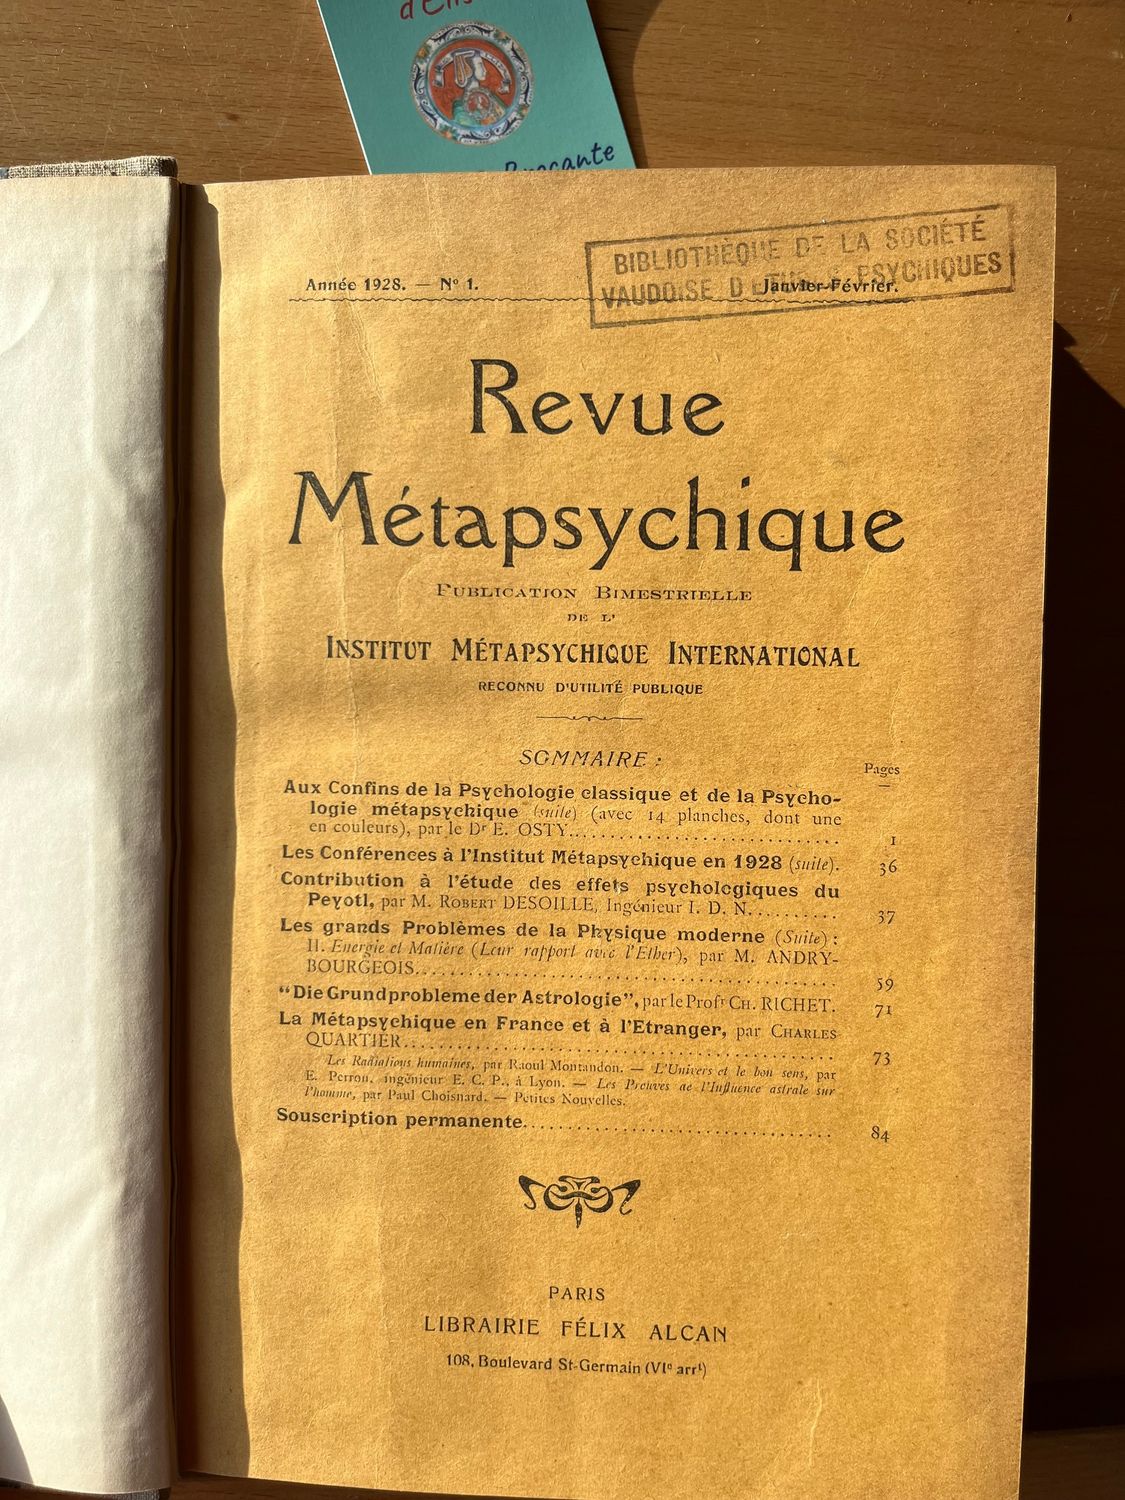 d'En
Brocante
BIBLIOTHÈQUE DE LA SOCIÉTÉ
VAUDOISE D'ETUDES PSYCHIQUES
Année 1928. — Nº 1.
Janvier-Février.
Revue
Métapsychique
PUBLICATION BIMESTRIELLE
DE L'
INSTITUT MÉTAPSYCHIQUE INTERNATIONAL
RECONNU D'UTILITÉ PUBLIQUE
SOMMAIRE :
Pages
Aux Confins de la Psychologie classique et de la Psycho-
logie métapsychique (suite) (avec 14 planches, dont une
en couleurs), par le Dr E. OSTY. 1
Les Conférences à l'Institut Métapsychique en 1928 (suite). 36
Contribution à l'étude des effets psychologiques du
Peyotl, par M. ROBERT DESOILLE, Ingénieur I. D. N. 37
Les grands Problèmes de la Physique moderne (Suite) :
II. Energie et Matière (Leur rapport avec l'Ether), par M. ANDRY-
BOURGEOIS. 59
“Die Grundprobleme der Astrologie”, par le Profr CH. RICHET. 71
La Métapsychique en France et à l'Etranger, par CHARLES
QUARTIER. 73
Les Radiations humaines, par Raoul Montandon. — L'Univers et le bon sens, par
E. Perron, ingénieur E. C. P., à Lyon. — Les Preuves de l'Influence astrale sur
l'homme, par Paul Choisnard. — Petites Nouvelles.
Souscription permanente. 84
PARIS
LIBRAIRIE FÉLIX ALCAN
108, Boulevard St-Germain (VIe arrt)